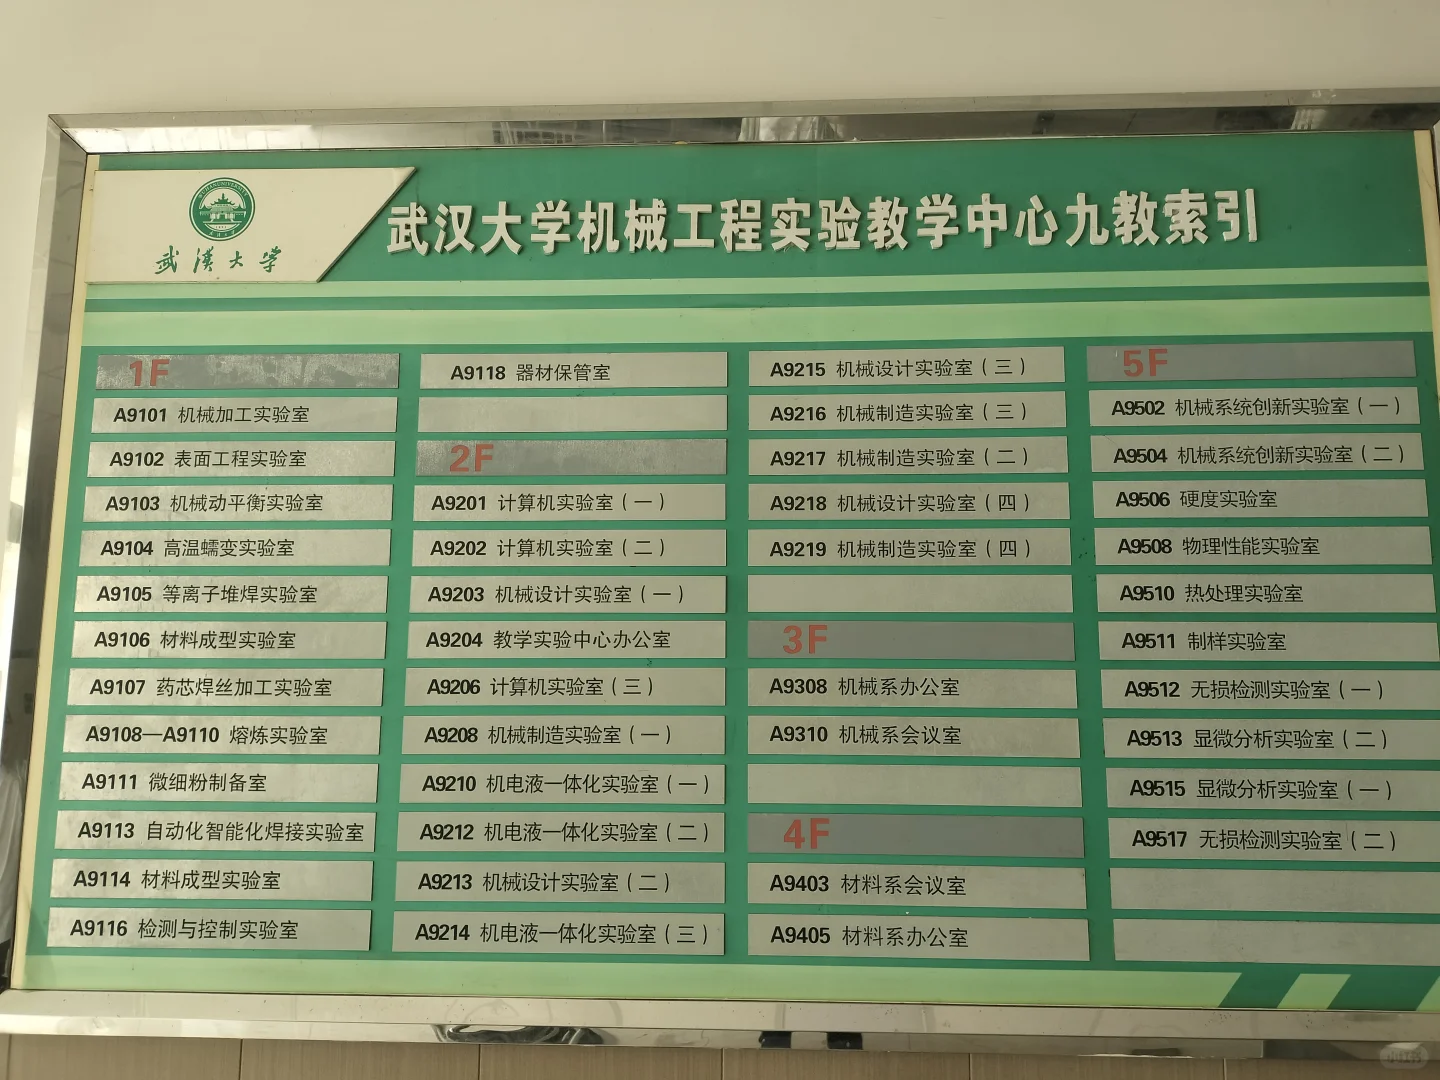 武汉大学
武汉大学机械工程实验教学中心九教索引
1F
A9101 机械加工实验室
A9102 表面工程实验室
A9103 机械动平衡实验室
A9104 高温蠕变实验室
A9105 等离子堆焊实验室
A9106 材料成型实验室
A9107 药芯焊丝加工实验室
A9108—A9110 熔炼实验室
A9111 微细粉制备室
A9113 自动化智能化焊接实验室
A9114 材料成型实验室
A9116 检测与控制实验室
A9118 器材保管室
2F
A9201 计算机实验室(一)
A9202 计算机实验室(二)
A9203 机械设计实验室(一)
A9204 教学实验中心办公室
A9206 计算机实验室(三)
A9208 机械制造实验室(一)
A9210 机电液一体化实验室(一)
A9212 机电液一体化实验室(二)
A9213 机械设计实验室(二)
A9214 机电液一体化实验室(三)
A9215 机械设计实验室(三)
A9216 机械制造实验室(三)
A9217 机械制造实验室(二)
A9218 机械设计实验室(四)
A9219 机械制造实验室(四)
3F
A9308 机械系办公室
A9310 机械系会议室
4F
A9403 材料系会议室
A9405 材料系办公室
5F
A9502 机械系统创新实验室(一)
A9504 机械系统创新实验室(二)
A9506 硬度实验室
A9508 物理性能实验室
A9510 热处理实验室
A9511 制样实验室
A9512 无损检测实验室(一)
A9513 显微分析实验室(二)
A9515 显微分析实验室(一)
A9517 无损检测实验室(二)
小红书